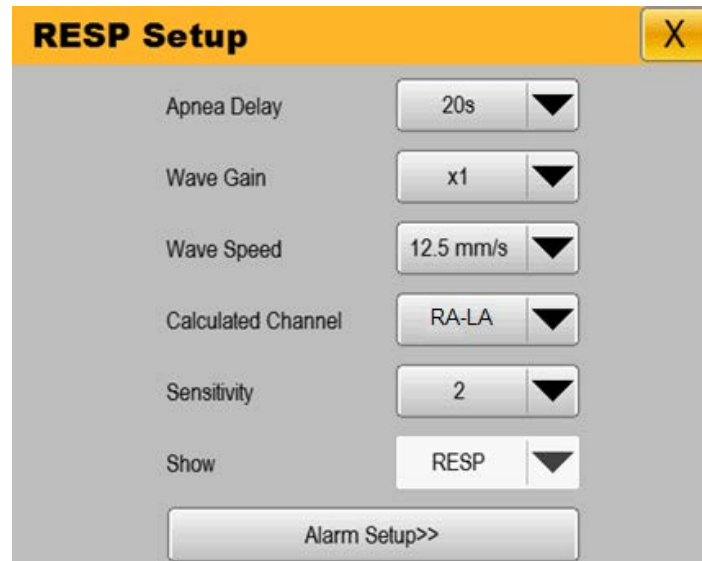 RESP Setup X
Apnea Delay 20s
Wave Gain x1
Wave Speed 12.5 mm/s
Calculated Channel RA-LA
Sensitivity 2
Show RESP
Alarm Setup>>